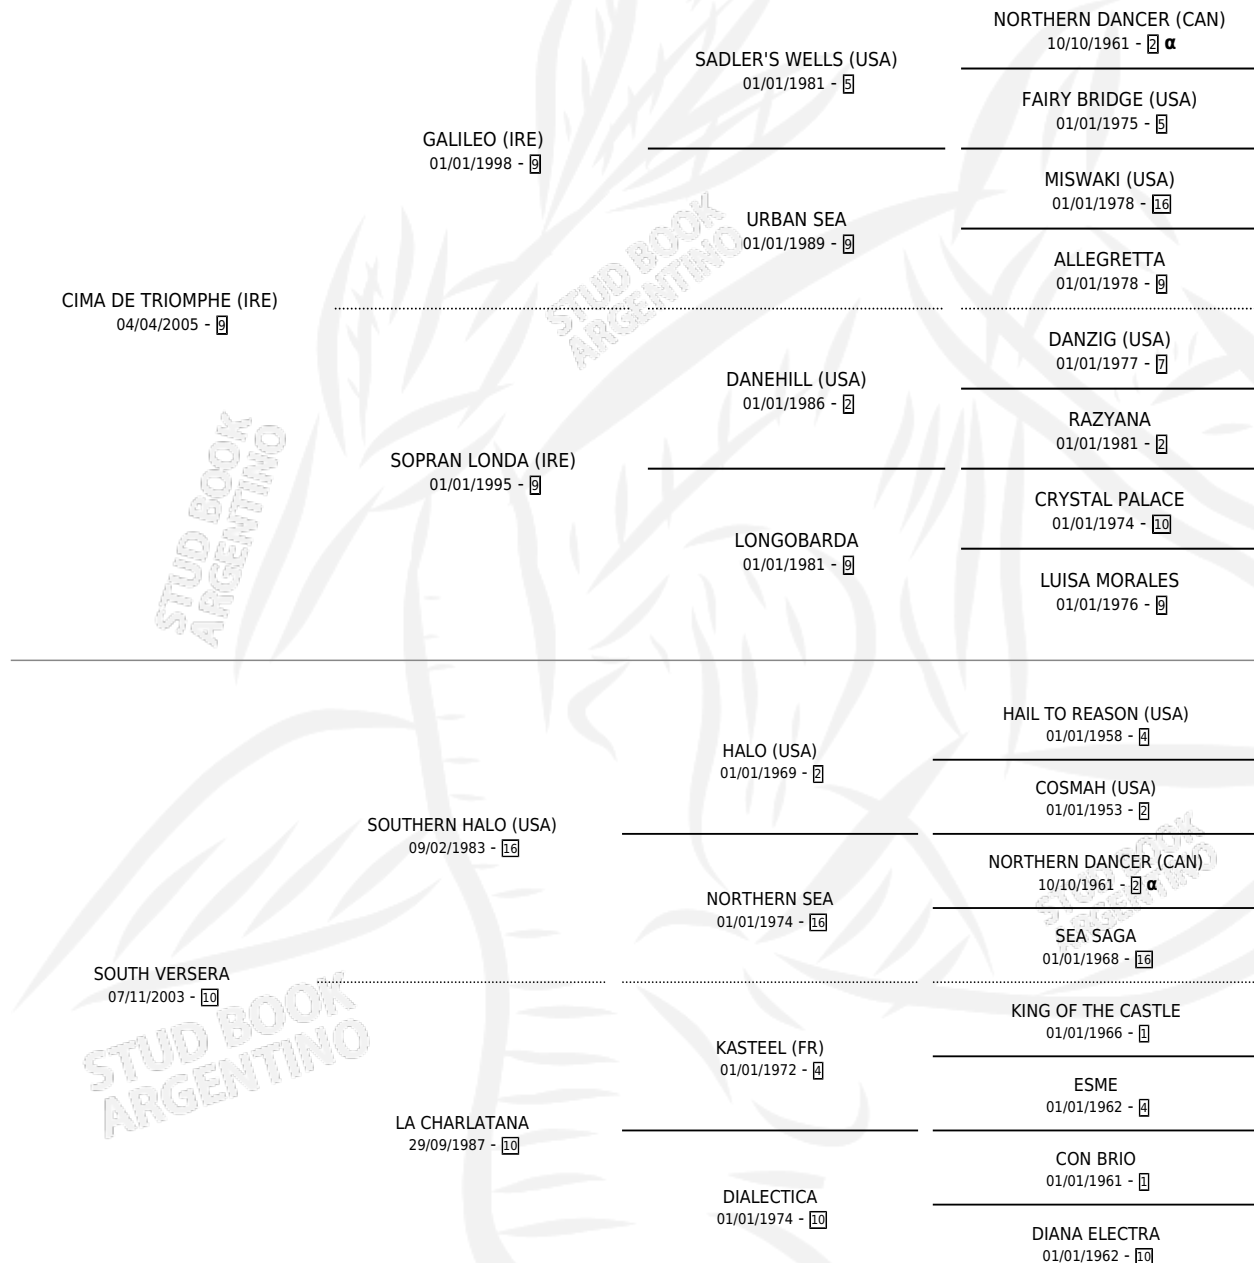 NORTHERN DANCER (CAN)
10/10/1961 - 2 α
SADLER'S WELLS (USA)
01/01/1981 - 5
FAIRY BRIDGE (USA)
01/01/1975 - 5
GALILEO (IRE)
01/01/1998 - 9
MISWAKI (USA)
01/01/1978 - 16
URBAN SEA
01/01/1989 - 9
ALLEGRETTA
01/01/1978 - 9
CIMA DE TRIOMPHE (IRE)
04/04/2005 - 9
DANZIG (USA)
01/01/1977 - 7
DANEHILL (USA)
01/01/1986 - 2
RAZYANA
01/01/1981 - 2
SOPRAN LONDA (IRE)
01/01/1995 - 9
CRYSTAL PALACE
01/01/1974 - 10
LONGOBARDA
01/01/1981 - 9
LUISA MORALES
01/01/1976 - 9
HAIL TO REASON (USA)
01/01/1958 - 4
HALO (USA)
01/01/1969 - 2
COSMAH (USA)
01/01/1953 - 2
SOUTHERN HALO (USA)
09/02/1983 - 16
NORTHERN DANCER (CAN)
10/10/1961 - 2 α
NORTHERN SEA
01/01/1974 - 16
SEA SAGA
01/01/1968 - 16
SOUTH VERSERA
07/11/2003 - 10
KING OF THE CASTLE
01/01/1966 - 1
KASTEEL (FR)
01/01/1972 - 4
ESME
01/01/1962 - 4
LA CHARLATANA
29/09/1987 - 10
CON BRIO
01/01/1961 - 1
DIALECTICA
01/01/1974 - 10
DIANA ELECTRA
01/01/1962 - 10
STUD BOOK
ARGENTINO
STUD BOOK
ARGENTINO
STUD BOOK
ARGENTINO
STUD BOOK
ARGENTINO